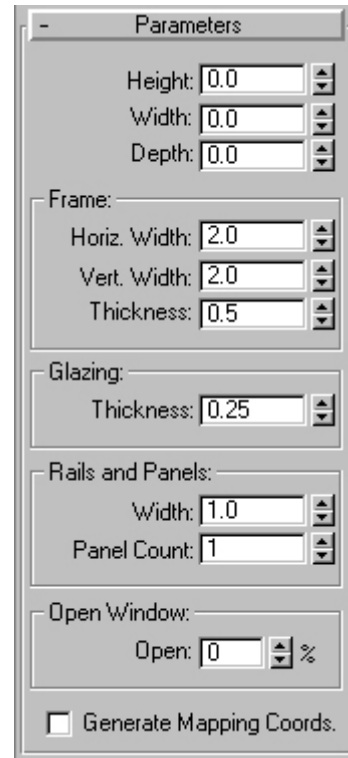 - Parameters
Height: 0.0
Width: 0.0
Depth: 0.0
Frame:
Horiz. Width: 2.0
Vert. Width: 2.0
Thickness: 0.5
Glazing:
Thickness: 0.25
Rails and Panels:
Width: 1.0
Panel Count: 1
Open Window:
Open: 0 %
Generate Mapping Coords.